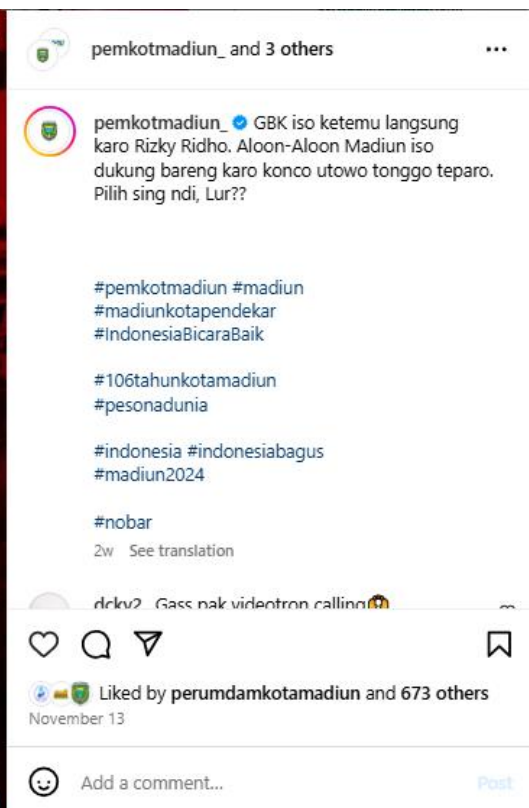 pemkotmadiun_ and 3 others
pemkotmadiun_ GBK iso ketemu langsung
karo Rizky Ridho. Aloon-Aloon Madiun iso
dukung bareng karo konco utowo tonggo teparo.
Pilih sing ndi, Lur??
#pemkotmadiun #madiun
#madiunkotapendekar
#IndonesiaBicaraBaik
#106tahunkotamadiun
#pesonadunia
#indonesia #indonesiabagus
#madiun2024
#nobar
2w See translation
Gass pak videotron calling
Liked by perumdamkotamadiun and 673 others
November 13
Add a comment...
Post